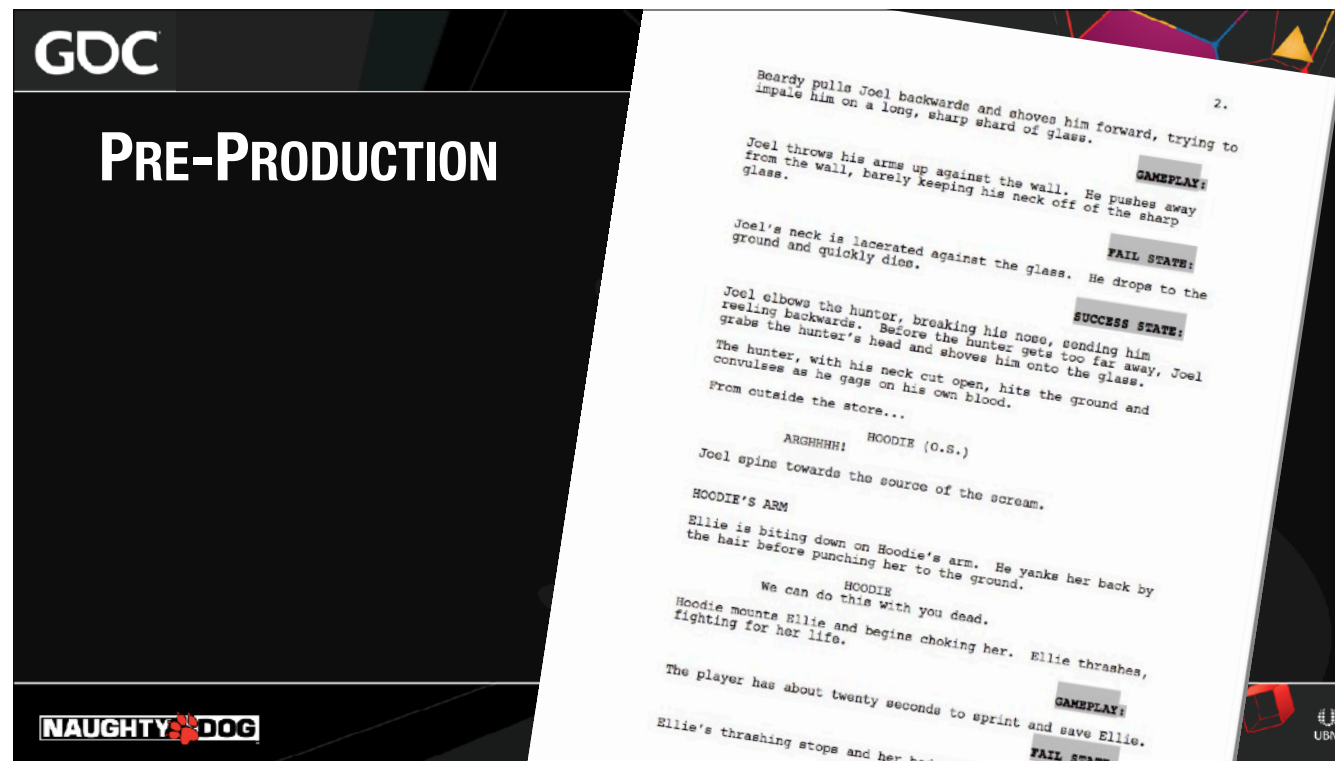 GDC
PRE-PRODUCTION
2.
Beardy pulls Joel backwards and shoves him forward, trying to
impale him on a long, sharp shard of glass.
GAMEPLAY:
Joel throws his arms up against the wall. He pushes away
from the wall, barely keeping his neck off of the sharp
glass.
FAIL STATE:
Joel's neck is lacerated against the glass. He drops to the
ground and quickly dies.
SUCCESS STATE:
Joel elbows the hunter, breaking his nose, sending him
reeling backwards. Before the hunter gets too far away, Joel
grabs the hunter's head and shoves him onto the glass.
The hunter, with his neck cut open, hits the ground and
convulses as he gags on his own blood.
From outside the store...
HOODIE (O.S.)
ARGHHHH!
Joel spins towards the source of the scream.
HOODIE'S ARM
Ellie is biting down on Hoodie's arm. He yanks her back by
the hair before punching her to the ground.
HOODIE
We can do this with you dead.
Hoodie mounts Ellie and begins choking her. Ellie thrashes,
fighting for her life.
GAMEPLAY:
The player has about twenty seconds to sprint and save Ellie.
FAIL STATE
Ellie's thrashing stops and her
NAUGHTY DOG
UBM